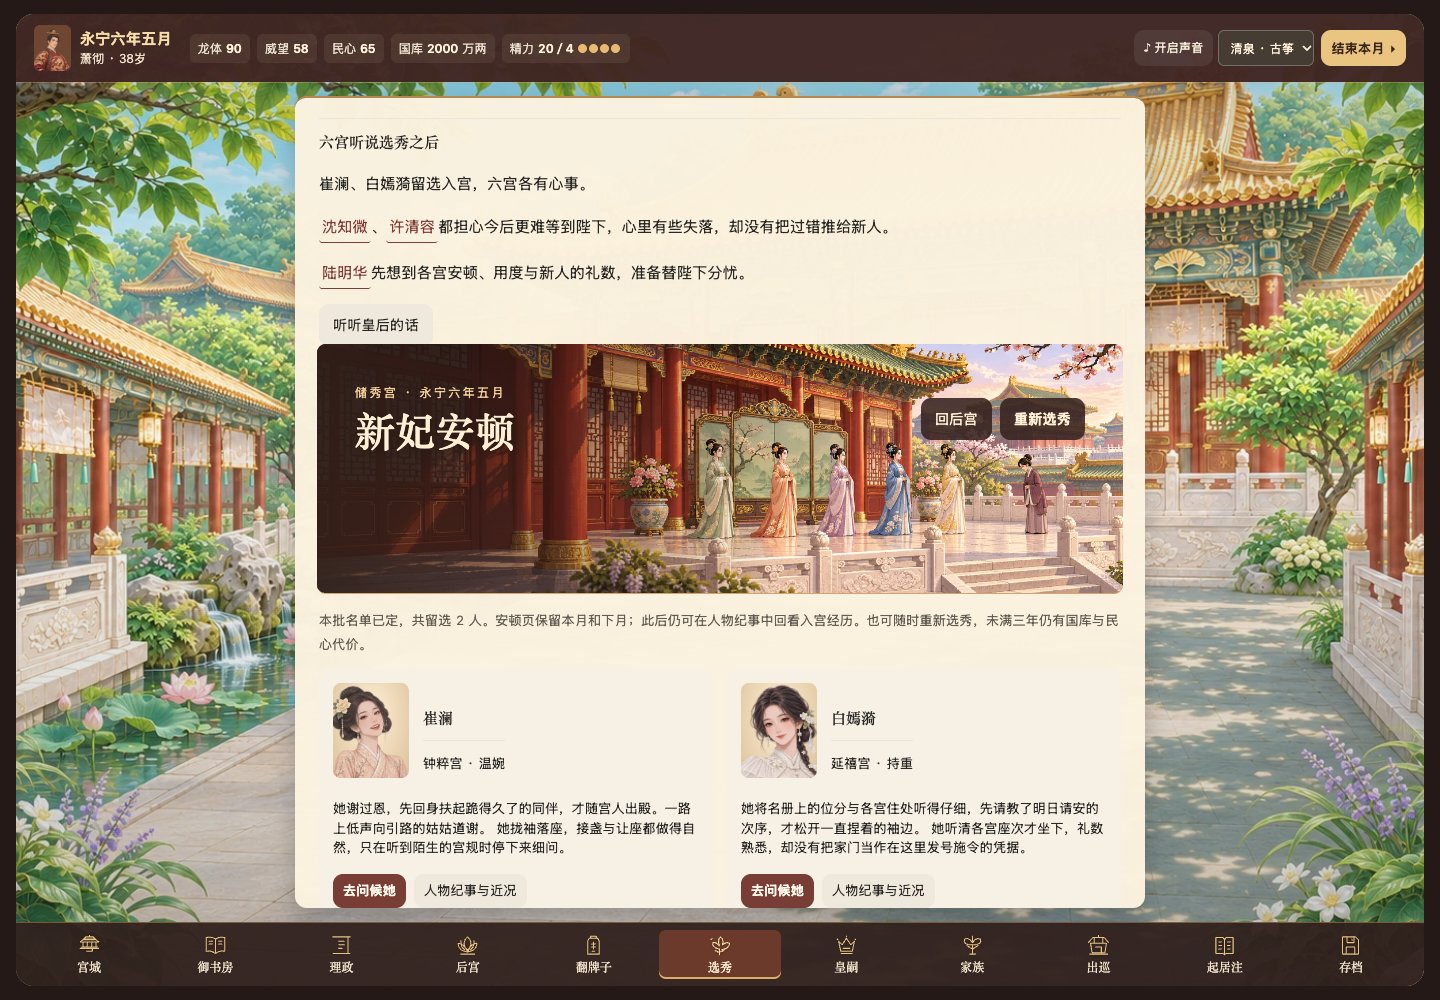 永宁六年五月
萧彻 · 38岁
龙体 90
威望 58
民心 65
国库 2000 万两
精力 20 / 4
♪ 开启声音
清泉 · 古筝
结束本月
六宫听说选秀之后
崔澜、白嫣漪留选入宫，六宫各有心事。
沈知微、许清容都担心今后更难等到陛下，心里有些失落，却没有把过错推给新人。
陆明华先想到各宫安顿、用度与新人的礼数，准备替陛下分忧。
听听皇后的话
储秀宫 · 永宁六年五月
新妃安顿
回后宫
重新选秀
本批名单已定，共留选 2 人。安顿页保留本月和下月；此后仍可在人物纪事中回看入宫经历。也可随时重新选秀，未满三年仍有国库与民
心代价。
崔澜
钟粹宫 · 温婉
她谢过恩，先回身扶起跪得久了的同伴，才随宫人出殿。一路
上低声向引路的姑姑道谢。 她拢袖落座，接盏与让座都做得自
然，只在听到陌生的宫规时停下来细问。
去问候她
人物纪事与近况
白嫣漪
延禧宫 · 持重
她将名册上的位分与各宫住处听得仔细，先请教了明日请安的
次序，才松开一直捏着的袖边。 她听清各宫座次才坐下，礼数
熟悉，却没有把家门当作在这里发号施令的凭据。
去问候她
人物纪事与近况
宫城
御书房
理政
后宫
翻牌子
选秀
皇嗣
家族
出巡
起居注
存档